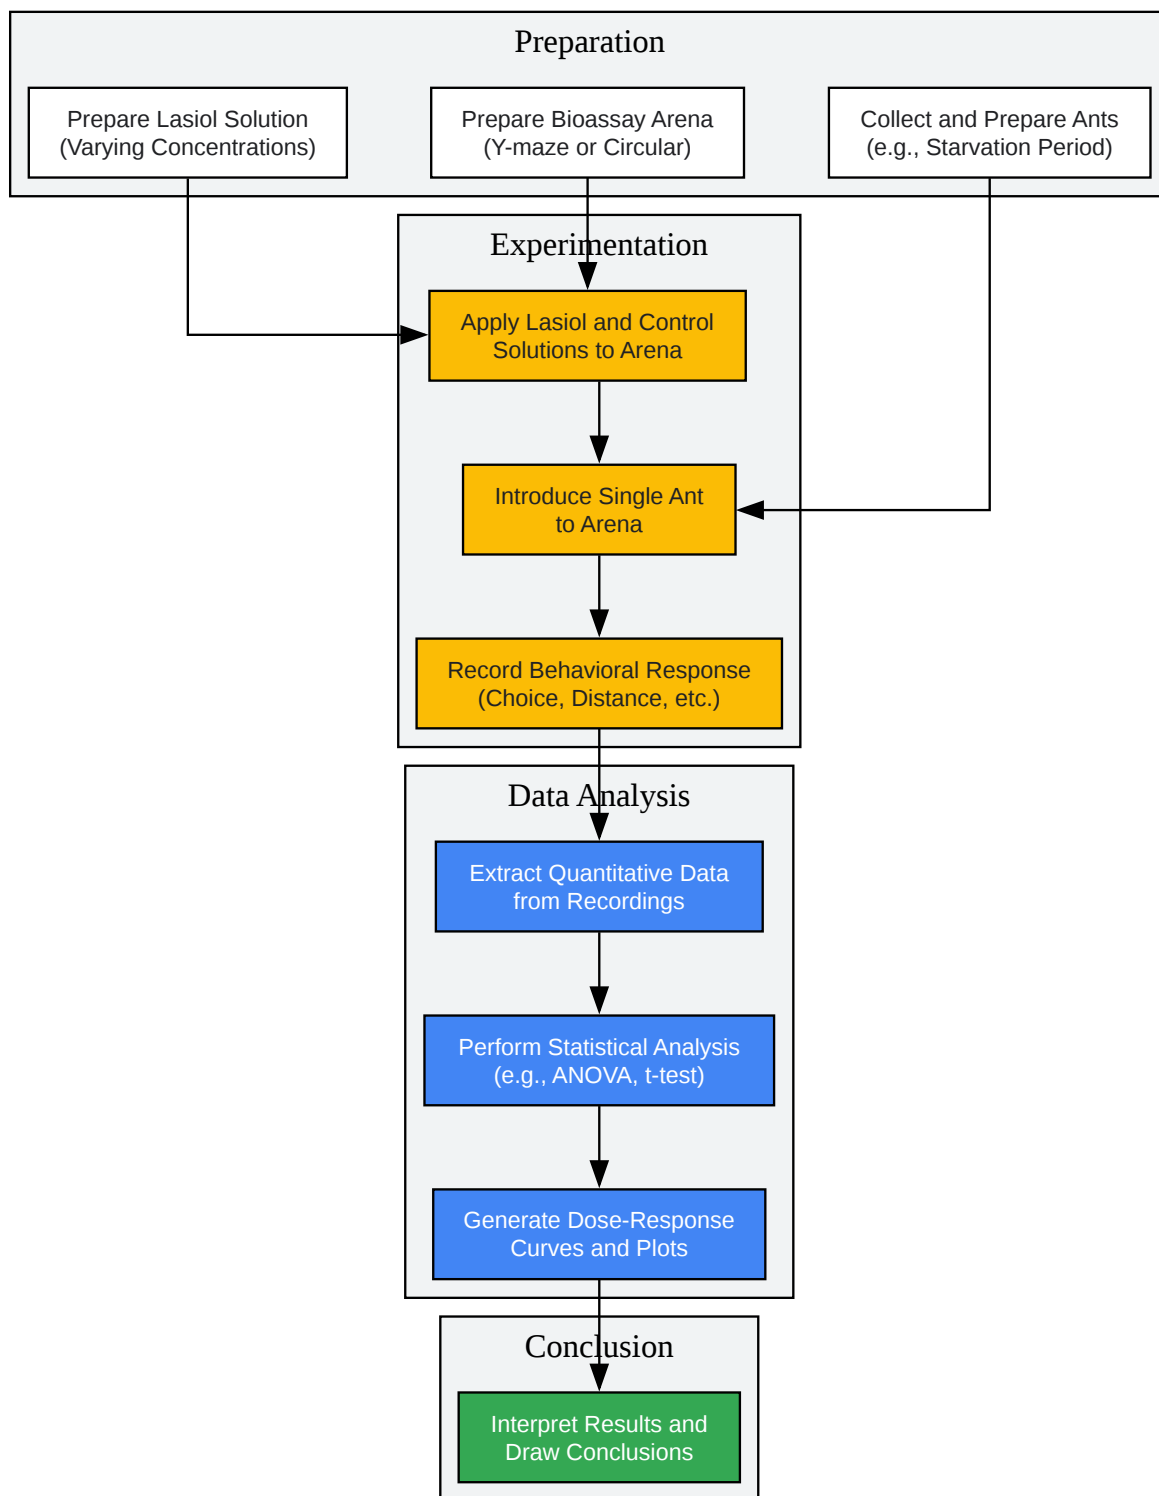 Preparation
Prepare Lasiol Solution
(Varying Concentrations)
Prepare Bioassay Arena
(Y-maze or Circular)
Collect and Prepare Ants
(e.g., Starvation Period)
Experimentation
Apply Lasiol and Control
Solutions to Arena
Introduce Single Ant
to Arena
Record Behavioral Response
(Choice, Distance, etc.)
Data Analysis
Extract Quantitative Data
from Recordings
Perform Statistical Analysis
(e.g., ANOVA, t-test)
Generate Dose-Response
Curves and Plots
Conclusion
Interpret Results and
Draw Conclusions